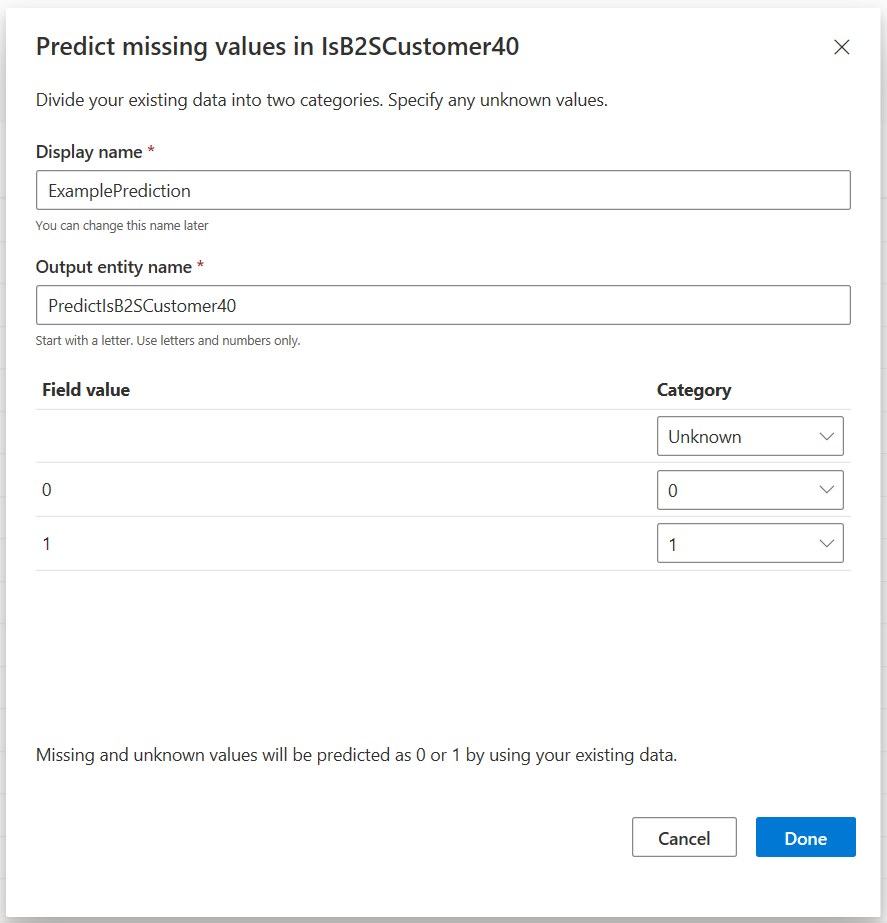 Predict missing values in IsB2SCustomer40
Divide your existing data into two categories. Specify any unknown values.
Display name *
ExamplePrediction
You can change this name later
Output entity name *
PredictIsB2SCustomer40
Start with a letter. Use letters and numbers only.
Field value Category
Unknown
0 0
1 1
Missing and unknown values will be predicted as 0 or 1 by using your existing data.
Cancel Done